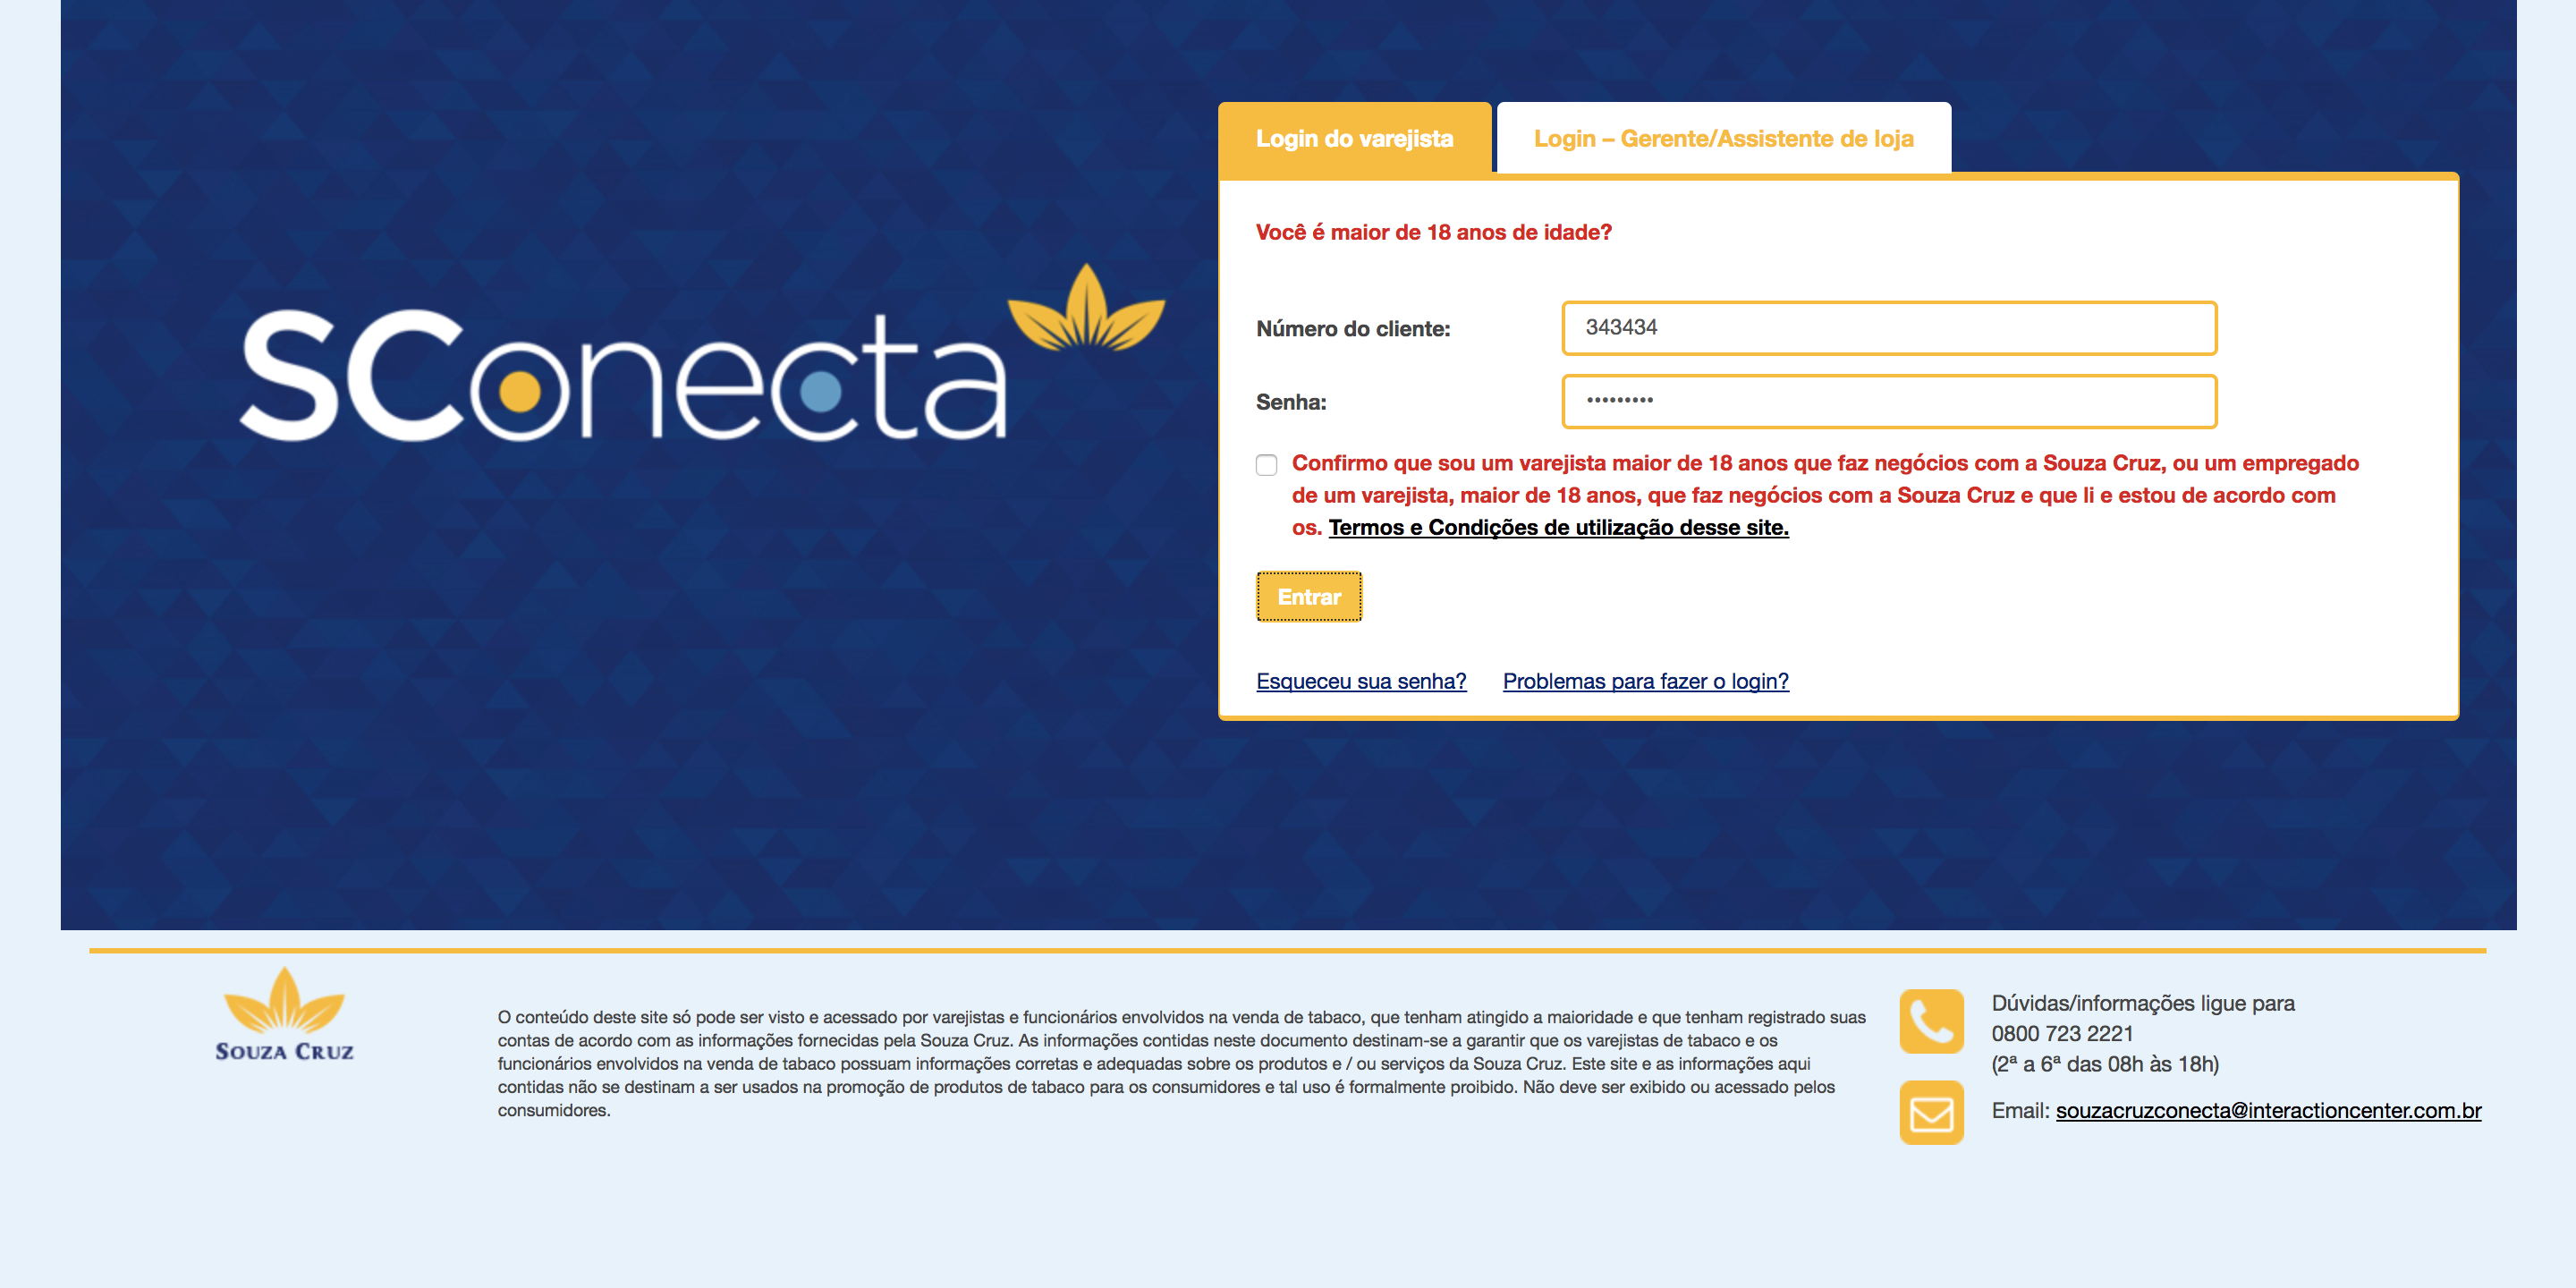 Login do varejista
Login – Gerente/Assistente de loja
Você é maior de 18 anos de idade?
SConecta
Número do cliente:
343434
Senha:
•••••••••
Confirmo que sou um varejista maior de 18 anos que faz negócios com a Souza Cruz, ou um empregado
de um varejista, maior de 18 anos, que faz negócios com a Souza Cruz e que li e estou de acordo com
os. Termos e Condições de utilização desse site.
Entrar
Esqueceu sua senha?
Problemas para fazer o login?
SOUZA CRUZ
O conteúdo deste site só pode ser visto e acessado por varejistas e funcionários envolvidos na venda de tabaco, que tenham atingido a maioridade e que tenham registrado suas
contas de acordo com as informações fornecidas pela Souza Cruz. As informações contidas neste documento destinam-se a garantir que os varejistas de tabaco e os
funcionários envolvidos na venda de tabaco possuam informações corretas e adequadas sobre os produtos e / ou serviços da Souza Cruz. Este site e as informações aqui
contidas não se destinam a ser usados na promoção de produtos de tabaco para os consumidores e tal uso é formalmente proibido. Não deve ser exibido ou acessado pelos
consumidores.
Dúvidas/informações ligue para
0800 723 2221
(2ª a 6ª das 08h às 18h)
Email: souzacruzconecta@interactioncenter.com.br